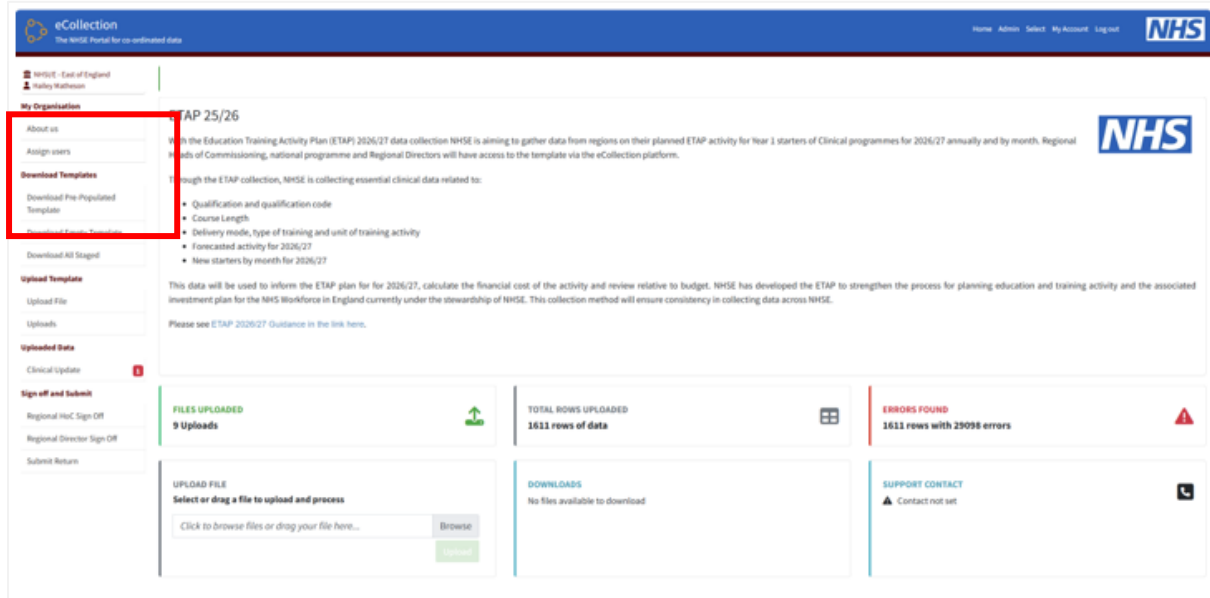 eCollection
The NHSE Portal for co-ordinated data
Home Admin Select My Account Log out
NHS
NHS/E - East of England
Hailey Matheson
My Organisation
About us
Assign users
Download Templates
Download Pre-Populated
Template
Download Empty Template
Download All Staged
Upload Template
Upload File
Uploads
Uploaded Data
Clinical Update
Sign off and Submit
Regional HoC Sign Off
Regional Director Sign Off
Submit Return
ETAP 25/26
NHS
With the Education Training Activity Plan (ETAP) 2026/27 data collection NHSE is aiming to gather data from regions on their planned ETAP activity for Year 1 starters of Clinical programmes for 2026/27 annually and by month. Regional
Heads of Commissioning, national programme and Regional Directors will have access to the template via the eCollection platform.
Through the ETAP collection, NHSE is collecting essential clinical data related to:
• Qualification and qualification code
• Course Length
• Delivery mode, type of training and unit of training activity
• Forecasted activity for 2026/27
• New starters by month for 2026/27
This data will be used to inform the ETAP plan for for 2026/27, calculate the financial cost of the activity and review relative to budget. NHSE has developed the ETAP to strengthen the process for planning education and training activity and the associated
investment plan for the NHS Workforce in England currently under the stewardship of NHSE. This collection method will ensure consistency in collecting data across NHSE.
Please see ETAP 2026/27 Guidance in the link here.
FILES UPLOADED
9 Uploads
TOTAL ROWS UPLOADED
1611 rows of data
ERRORS FOUND
1611 rows with 29098 errors
UPLOAD FILE
Select or drag a file to upload and process
Click to browse files or drag your file here...
Browse
Upload
DOWNLOADS
No files available to download
SUPPORT CONTACT
Contact not set